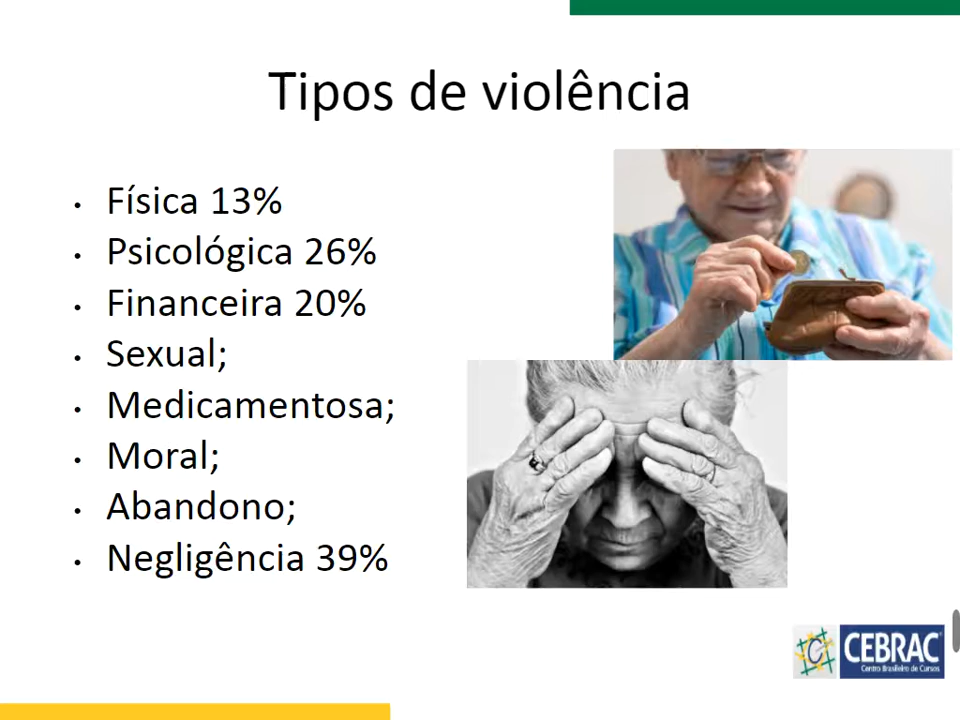 Tipos de violência
• Física 13%
• Psicológica 26%
• Financeira 20%
• Sexual;
• Medicamentosa;
• Moral;
• Abandono;
• Negligência 39%
CEBRAC
Centro Brasileiro de Cursos